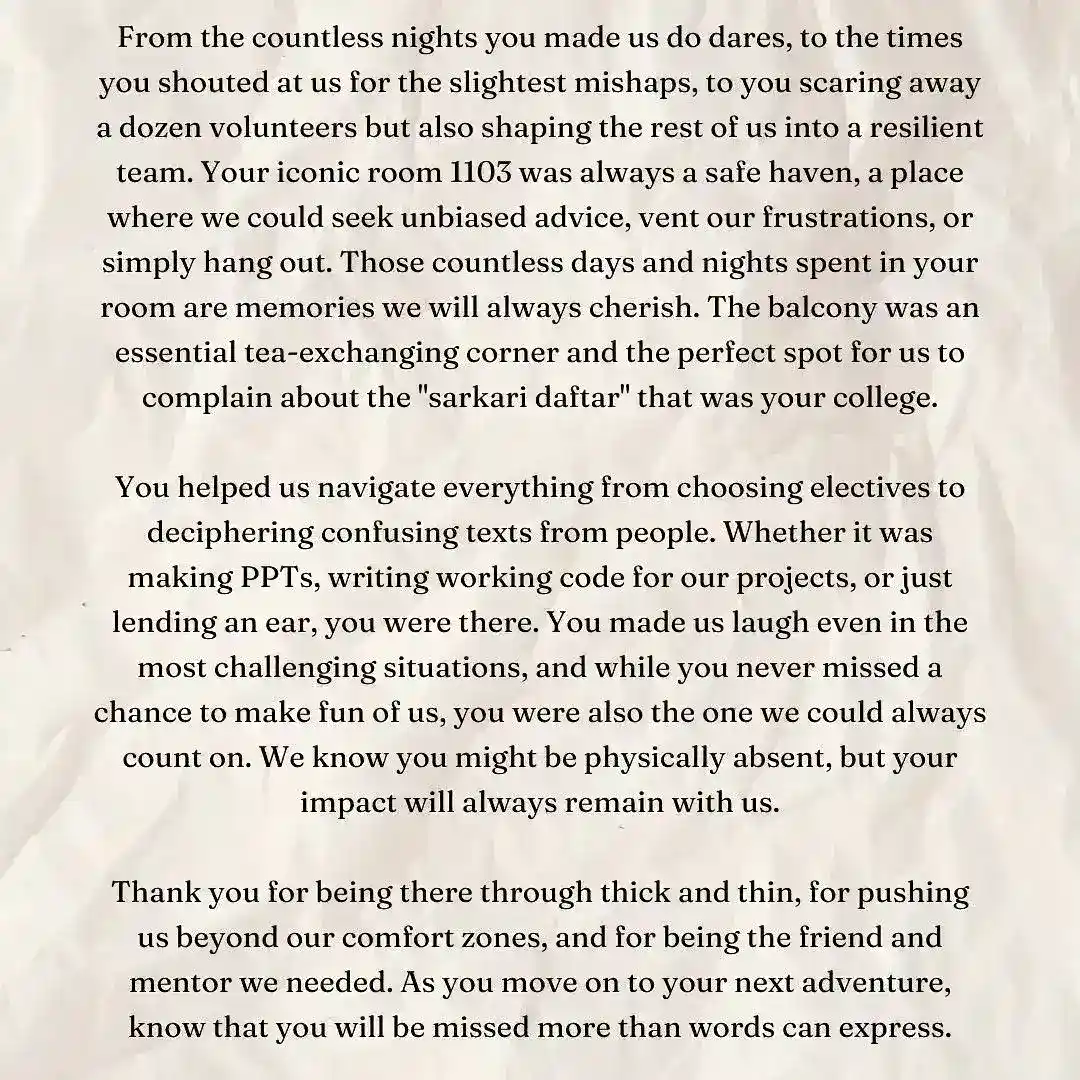 From the countless nights you made us do dares, to the times
you shouted at us for the slightest mishaps, to you scaring away
a dozen volunteers but also shaping the rest of us into a resilient
team. Your iconic room 1103 was always a safe haven, a place
where we could seek unbiased advice, vent our frustrations, or
simply hang out. Those countless days and nights spent in your
room are memories we will always cherish. The balcony was an
essential tea-exchanging corner and the perfect spot for us to
complain about the "sarkari daftar" that was your college.
You helped us navigate everything from choosing electives to
deciphering confusing texts from people. Whether it was
making PPTs, writing working code for our projects, or just
lending an ear, you were there. You made us laugh even in the
most challenging situations, and while you never missed a
chance to make fun of us, you were also the one we could always
count on. We know you might be physically absent, but your
impact will always remain with us.
Thank you for being there through thick and thin, for pushing
us beyond our comfort zones, and for being the friend and
mentor we needed. As you move on to your next adventure,
know that you will be missed more than words can express.